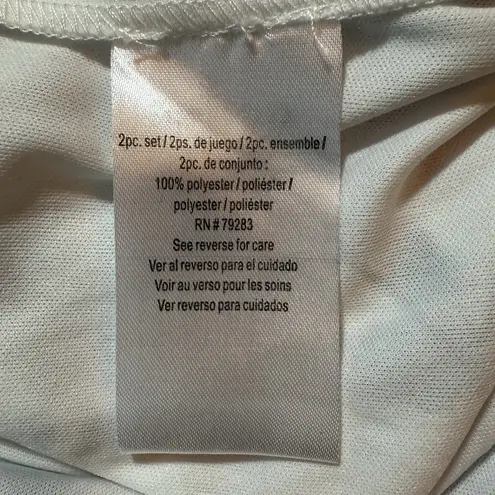 2pc. set / 2ps. de juego / 2pc. ensemble /
2pc. de conjunto :
100% polyester / poliéster /
polyester / poliéster
RN # 79283
See reverse for care
Ver al reverso para el cuidado
Voir au verso pour les soins
Ver reverso para cuidados